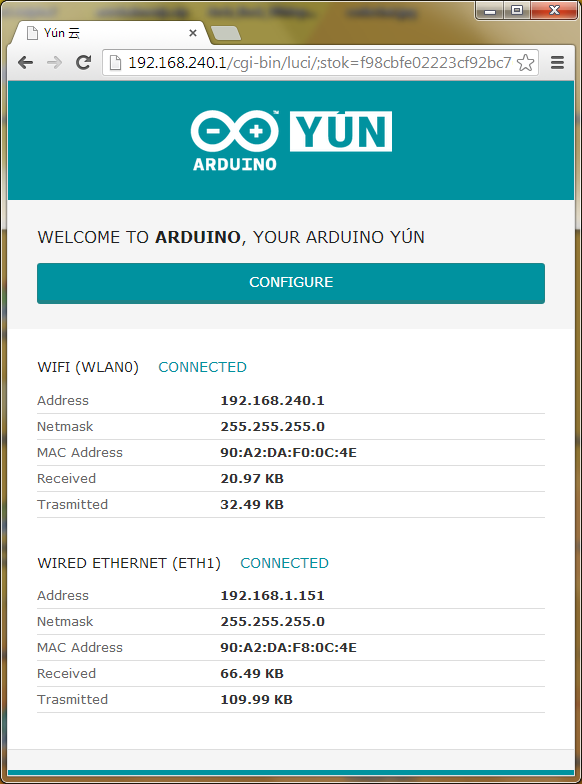 Yún 云
192.168.240.1/cgi-bin/luci/;stok=f98cbfe02223cf92bc7
ARDUINO YÚN
™
WELCOME TO ARDUINO, YOUR ARDUINO YÚN
CONFIGURE
WIFI (WLAN0) CONNECTED
Address 192.168.240.1
Netmask 255.255.255.0
MAC Address 90:A2:DA:F0:0C:4E
Received 20.97 KB
Trasmitted 32.49 KB
WIRED ETHERNET (ETH1) CONNECTED
Address 192.168.1.151
Netmask 255.255.255.0
MAC Address 90:A2:DA:F8:0C:4E
Received 66.49 KB
Trasmitted 109.99 KB